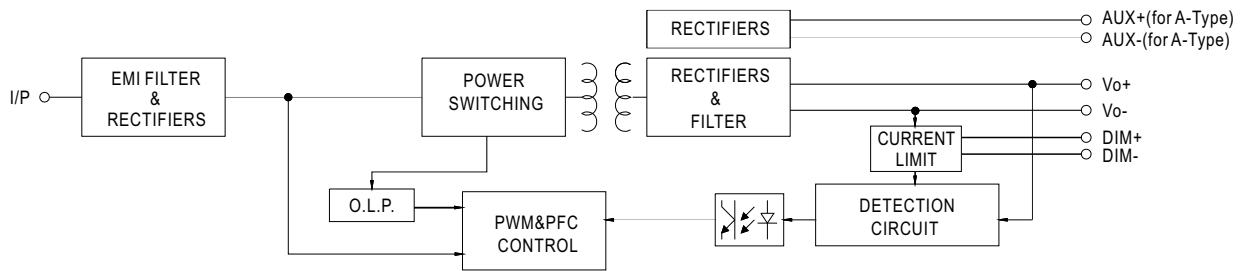 RECTIFIERS
AUX+(for A-Type)
AUX-(for A-Type)
I/P
EMI FILTER
&
RECTIFIERS
POWER
SWITCHING
RECTIFIERS
&
FILTER
Vo+
Vo-
CURRENT
LIMIT
DIM+
DIM-
O.L.P.
PWM&PFC
CONTROL
DETECTION
CIRCUIT